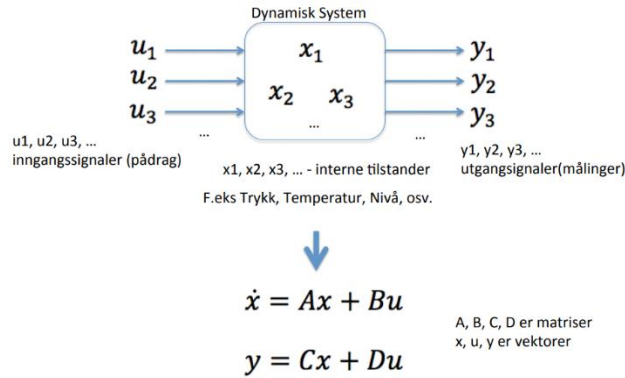 Dynamisk System
u₁ x₁ y₁
u₂ x₂ x₃ y₂
u₃ y₃
... ... ...
u1, u2, u3, ...
inngangssignaler (pådrag)
x1, x2, x3, ... - interne tilstander
y1, y2, y3, ...
utgangsignaler(målinger)
F.eks Trykk, Temperatur, Nivå, osv.
ẋ = Ax + Bu
y = Cx + Du
A, B, C, D er matriser
x, u, y er vektorer